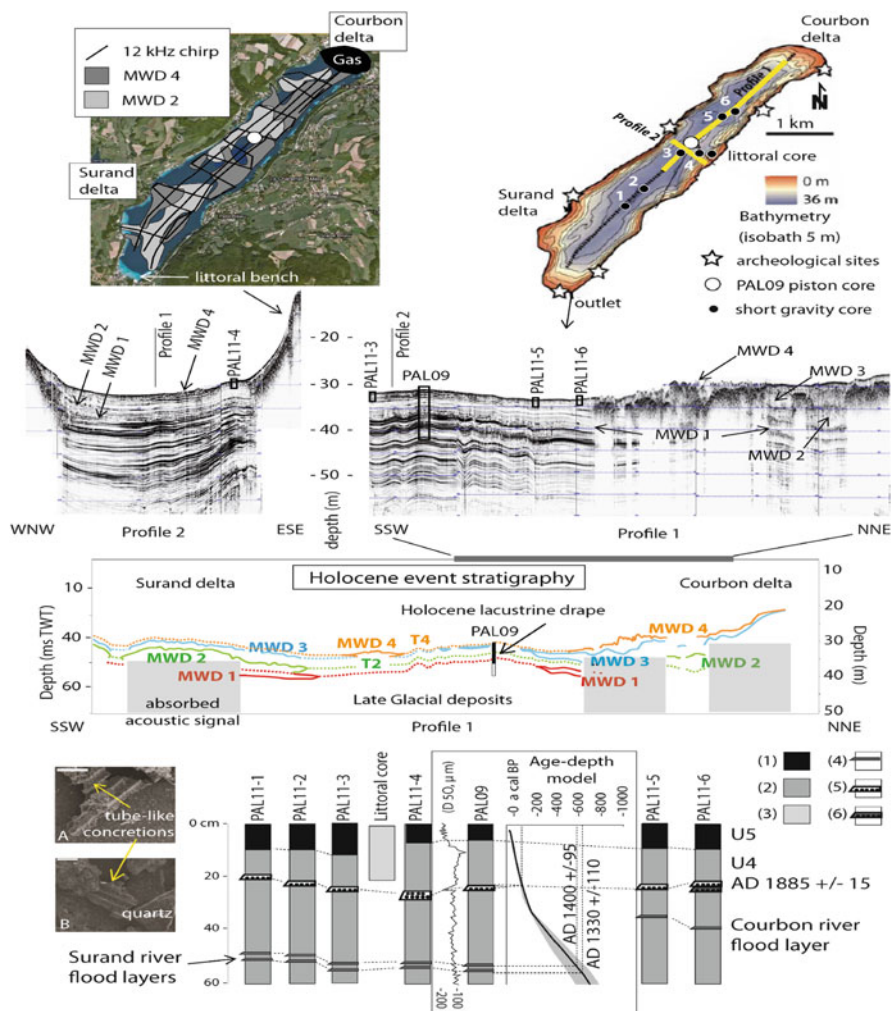 Courbon
delta
Gas
12 kHz chirp
MWD 4
MWD 2
Surand
delta
littoral bench
Courbon
delta
Profile 1
6
5
N
1 km
Profile 2
3
4
littoral core
2
1
Surand
delta
0 m
36 m
Bathymetry
(isobath 5 m)
archeological sites
PAL09 piston core
short gravity core
outlet
MWD 2
MWD 1
Profile 1
MWD 4
PAL11-4
- 20
- 30
- 40
- 50
depth (m)
PAL11-3
Profile 2
PAL09
PAL11-5
PAL11-6
MWD 4
MWD 3
MWD 1
MWD 2
WNW
Profile 2
ESE
SSW
Profile 1
NNE
10
40
60
Depth (ms TWT)
Surand delta
Holocene event stratigraphy
Courbon delta
Holocene lacustrine drape
PAL09
MWD 3
MWD 2
MWD 4
T4
T2
MWD 1
MWD 4
MWD 3
MWD 2
MWD 1
absorbed
acoustic signal
Late Glacial deposits
10
20
30
40
50
Depth (m)
SSW
Profile 1
NNE
A
tube-like
concretions
B
quartz
Surand river
flood layers
PAL11-1
PAL11-2
PAL11-3
Littoral core
PAL11-4
(D 50, µm)
PAL09
Age-depth
model
0 a cal BP
-200
-400
-600
-800
-1000
AD 1400 +/-95
AD 1330 +/-110
-200
-100
0 cm
20
40
60
PAL11-5
PAL11-6
(1)
(2)
(3)
(4)
(5)
(6)
U5
U4
AD 1885 +/- 15
Courbon river
flood layer